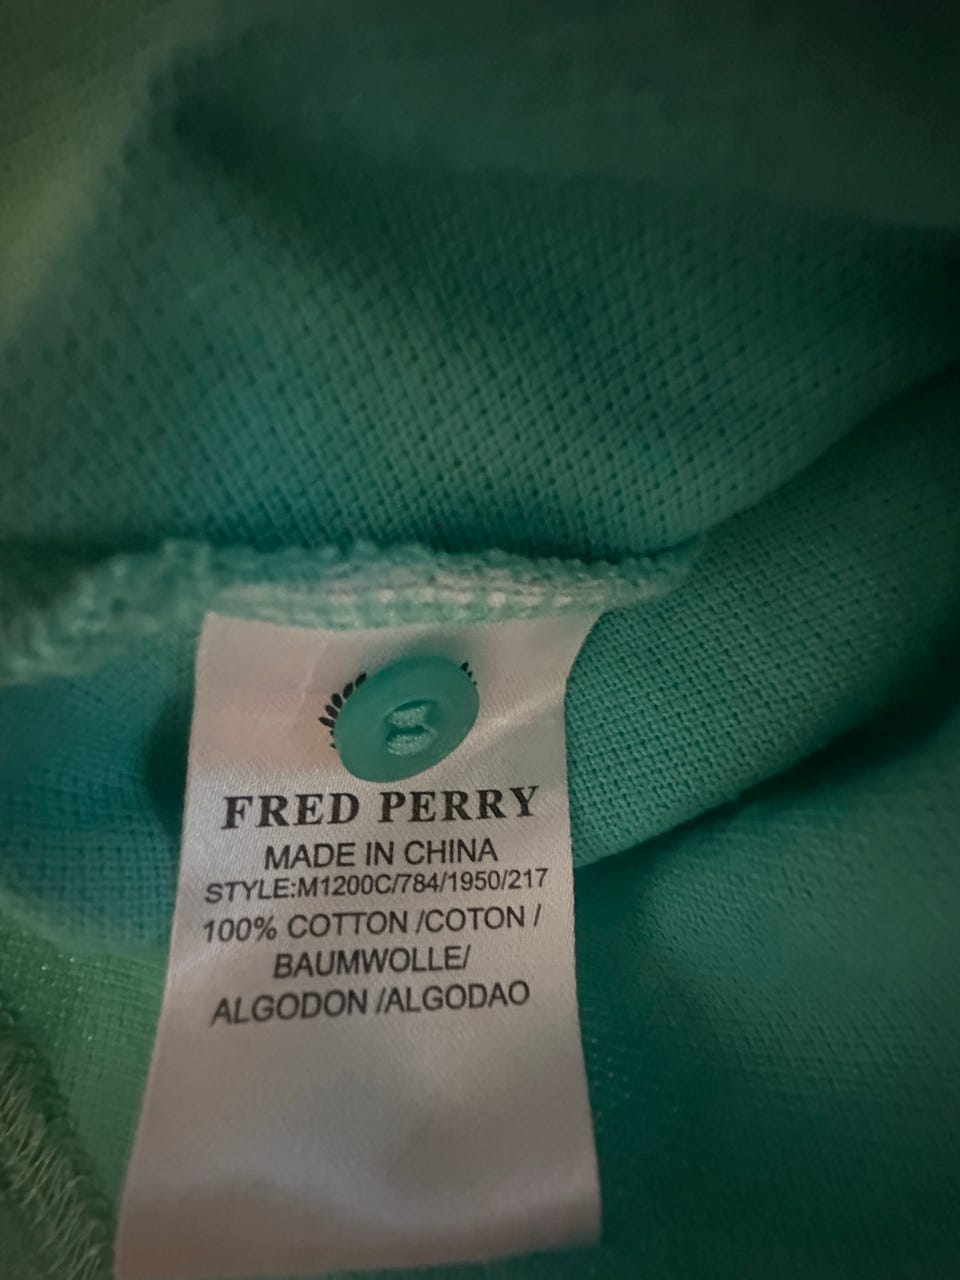 FRED PERRY
MADE IN CHINA
STYLE:M1200C/784/1950/217
100% COTTON /COTON /
BAUMWOLLE/
ALGODON /ALGODAO